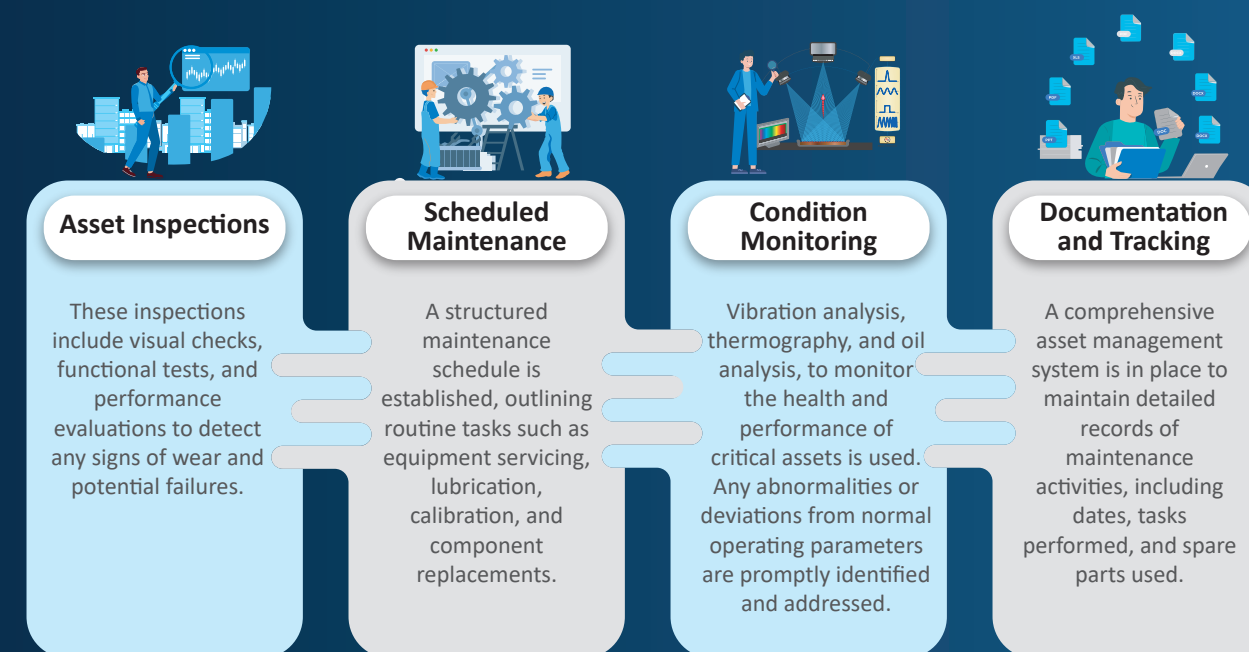 Asset Inspections
These inspections
include visual checks,
functional tests, and
performance
evaluations to detect
any signs of wear and
potential failures.
Scheduled
Maintenance
A structured
maintenance
schedule is
established, outlining
routine tasks such as
equipment servicing,
lubrication,
calibration, and
component
replacements.
Condition
Monitoring
Vibration analysis,
thermography, and oil
analysis, to monitor
the health and
performance of
critical assets is used.
Any abnormalities or
deviations from normal
operating parameters
are promptly identified
and addressed.
Documentation
and Tracking
A comprehensive
asset management
system is in place to
maintain detailed
records of
maintenance
activities, including
dates, tasks
performed, and spare
parts used.